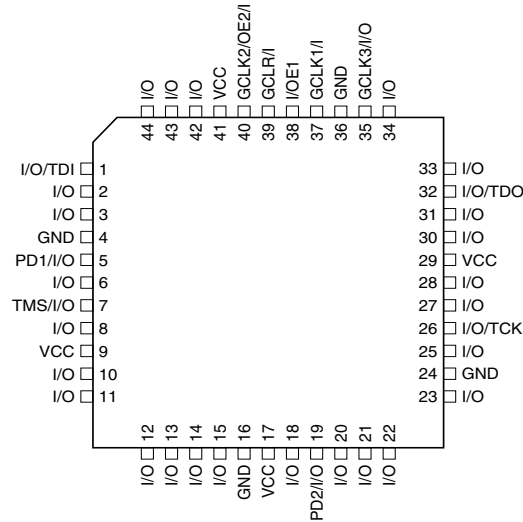 I/O
I/O
I/O
VCC
GCLK2/OE2/I
GCLR/I
I/OE1
GCLK1/I
GND
GCLK3/I/O
I/O
44
43
42
41
40
39
38
37
36
35
34
I/O/TDI 1
I/O 2
I/O 3
GND 4
PD1/I/O 5
I/O 6
TMS/I/O 7
I/O 8
VCC 9
I/O 10
I/O 11
33 I/O
32 I/O/TDO
31 I/O
30 I/O
29 VCC
28 I/O
27 I/O
26 I/O/TCK
25 I/O
24 GND
23 I/O
12
13
14
15
16
17
18
19
20
21
22
I/O
I/O
I/O
I/O
GND
VCC
I/O
PD2/I/O
I/O
I/O
I/O